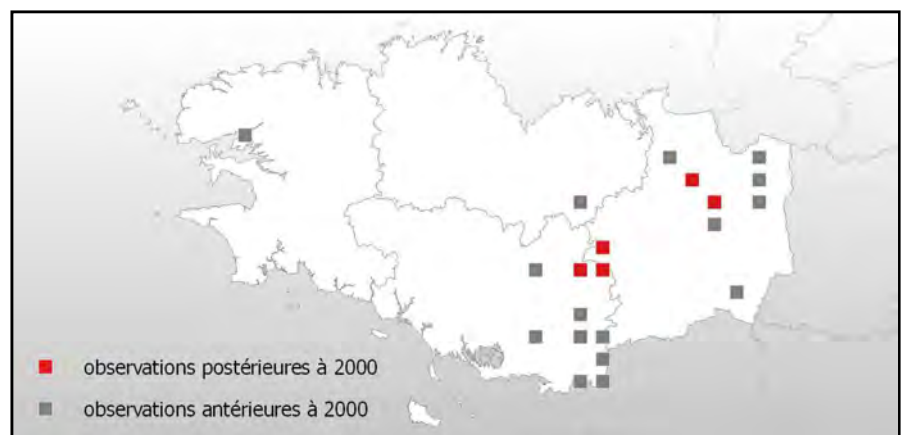 observations postérieures à 2000
observations antérieures à 2000